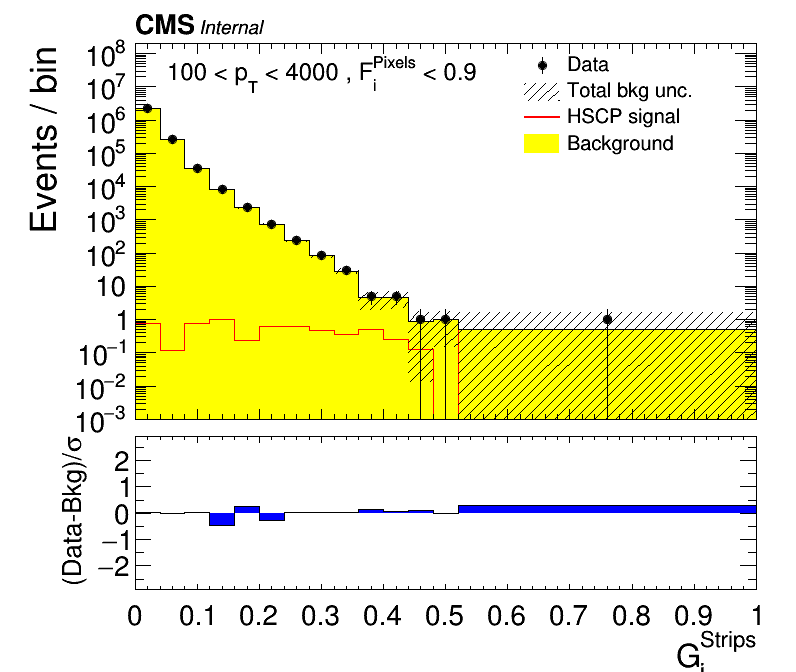 CMS Internal
Events / bin
10^8
10^7
10^6
10^5
10^4
10^3
10^2
10
1
10^−1
10^−2
10^−3
100 < p_T < 4000 , F_i^Pixels < 0.9
Data
Total bkg unc.
HSCP signal
Background
(Data-Bkg)/σ
2
1
0
−1
−2
0 0.1 0.2 0.3 0.4 0.5 0.6 0.7 0.8 0.9 1
G_i^Strips